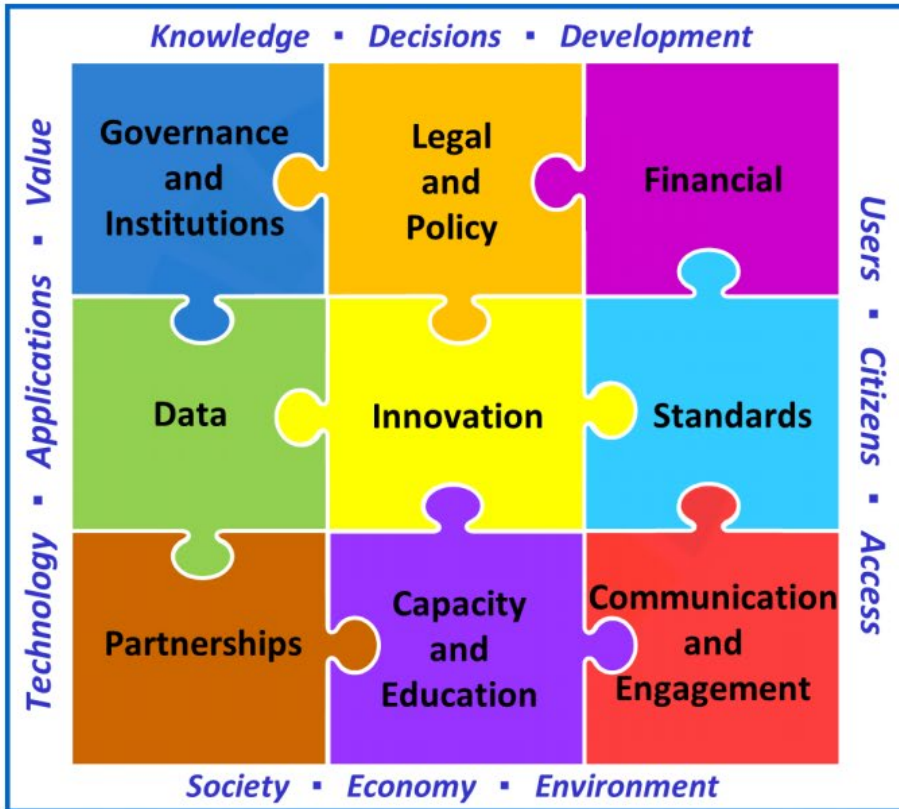 Knowledge ▪ Decisions ▪ Development
Technology ▪ Applications ▪ Value
Governance
and
Institutions
Legal
and
Policy
Financial
Data
Innovation
Standards
Partnerships
Capacity
and
Education
Communication
and
Engagement
Users ▪ Citizens ▪ Access
Society ▪ Economy ▪ Environment